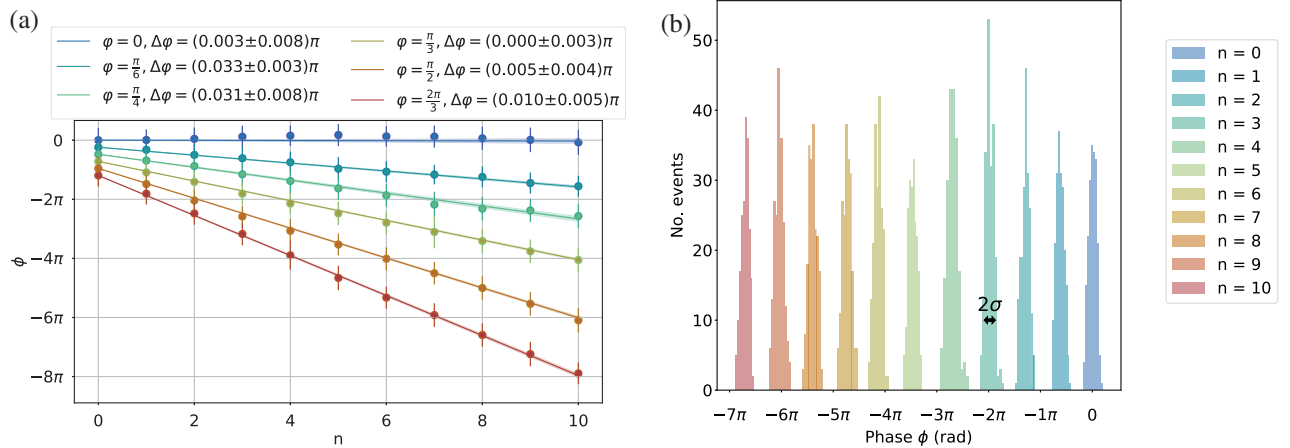 (a)
φ = 0, Δφ = (0.003±0.008)π
φ = π/6, Δφ = (0.033±0.003)π
φ = π/4, Δφ = (0.031±0.008)π
φ = π/3, Δφ = (0.000±0.003)π
φ = π/2, Δφ = (0.005±0.004)π
φ = 2π/3, Δφ = (0.010±0.005)π
0
−2π
−4π
−6π
−8π
ϕ
0 2 4 6 8 10
n
(b)
50
40
30
20
10
0
No. events
2σ
−7π −6π −5π −4π −3π −2π −1π 0
Phase ϕ (rad)
n = 0
n = 1
n = 2
n = 3
n = 4
n = 5
n = 6
n = 7
n = 8
n = 9
n = 10